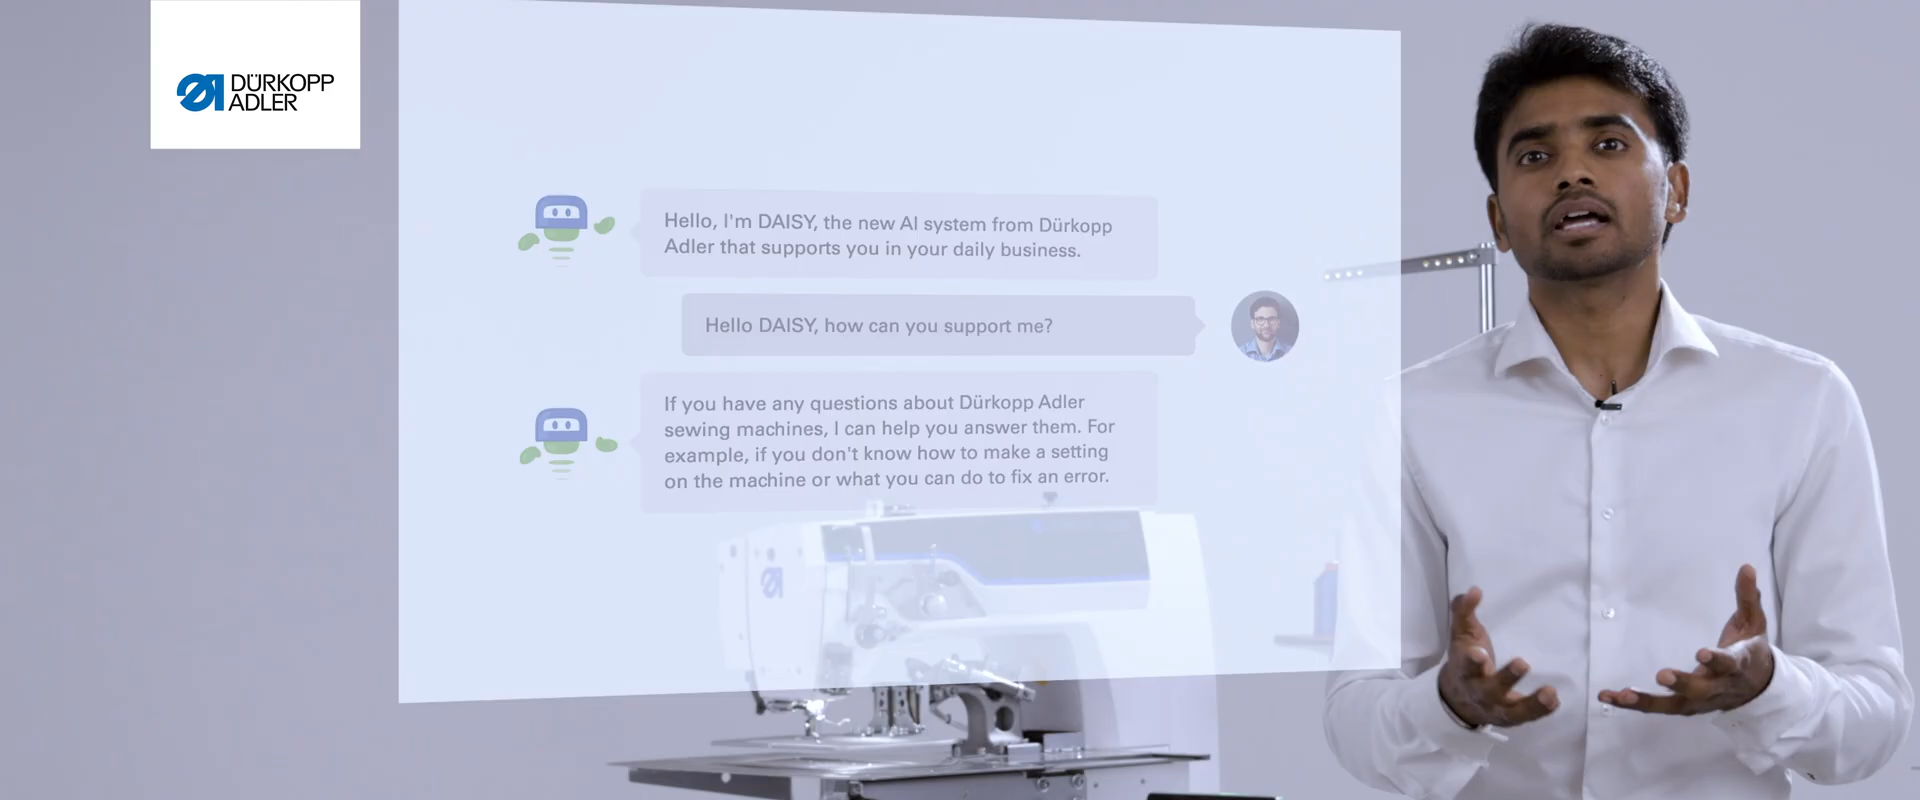 DÜRKOPP
ADLER
Hello, I'm DAISY, the new AI system from Dürkopp
Adler that supports you in your daily business.
Hello DAISY, how can you support me?
If you have any questions about Dürkopp Adler
sewing machines, I can help you answer them. For
example, if you don't know how to make a setting
on the machine or what you can do to fix an error.